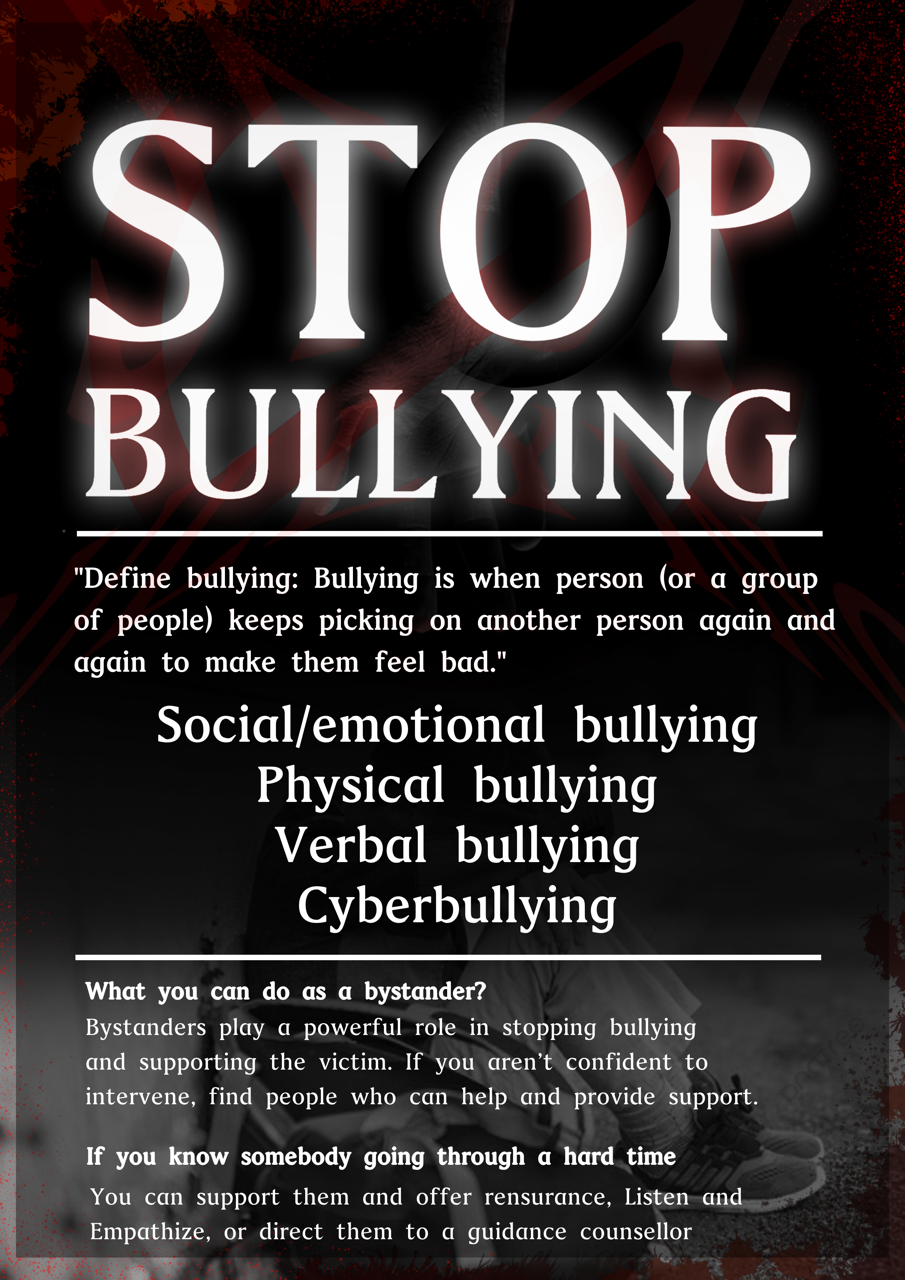 STOP
BULLYING
"Define bullying: Bullying is when person (or a group
of people) keeps picking on another person again and
again to make them feel bad."
Social/emotional bullying
Physical bullying
Verbal bullying
Cyberbullying
What you can do as a bystander?
Bystanders play a powerful role in stopping bullying
and supporting the victim. If you aren't confident to
intervene, find people who can help and provide support.
If you know somebody going through a hard time
You can support them and offer rensurance, Listen and
Empathize, or direct them to a guidance counsellor